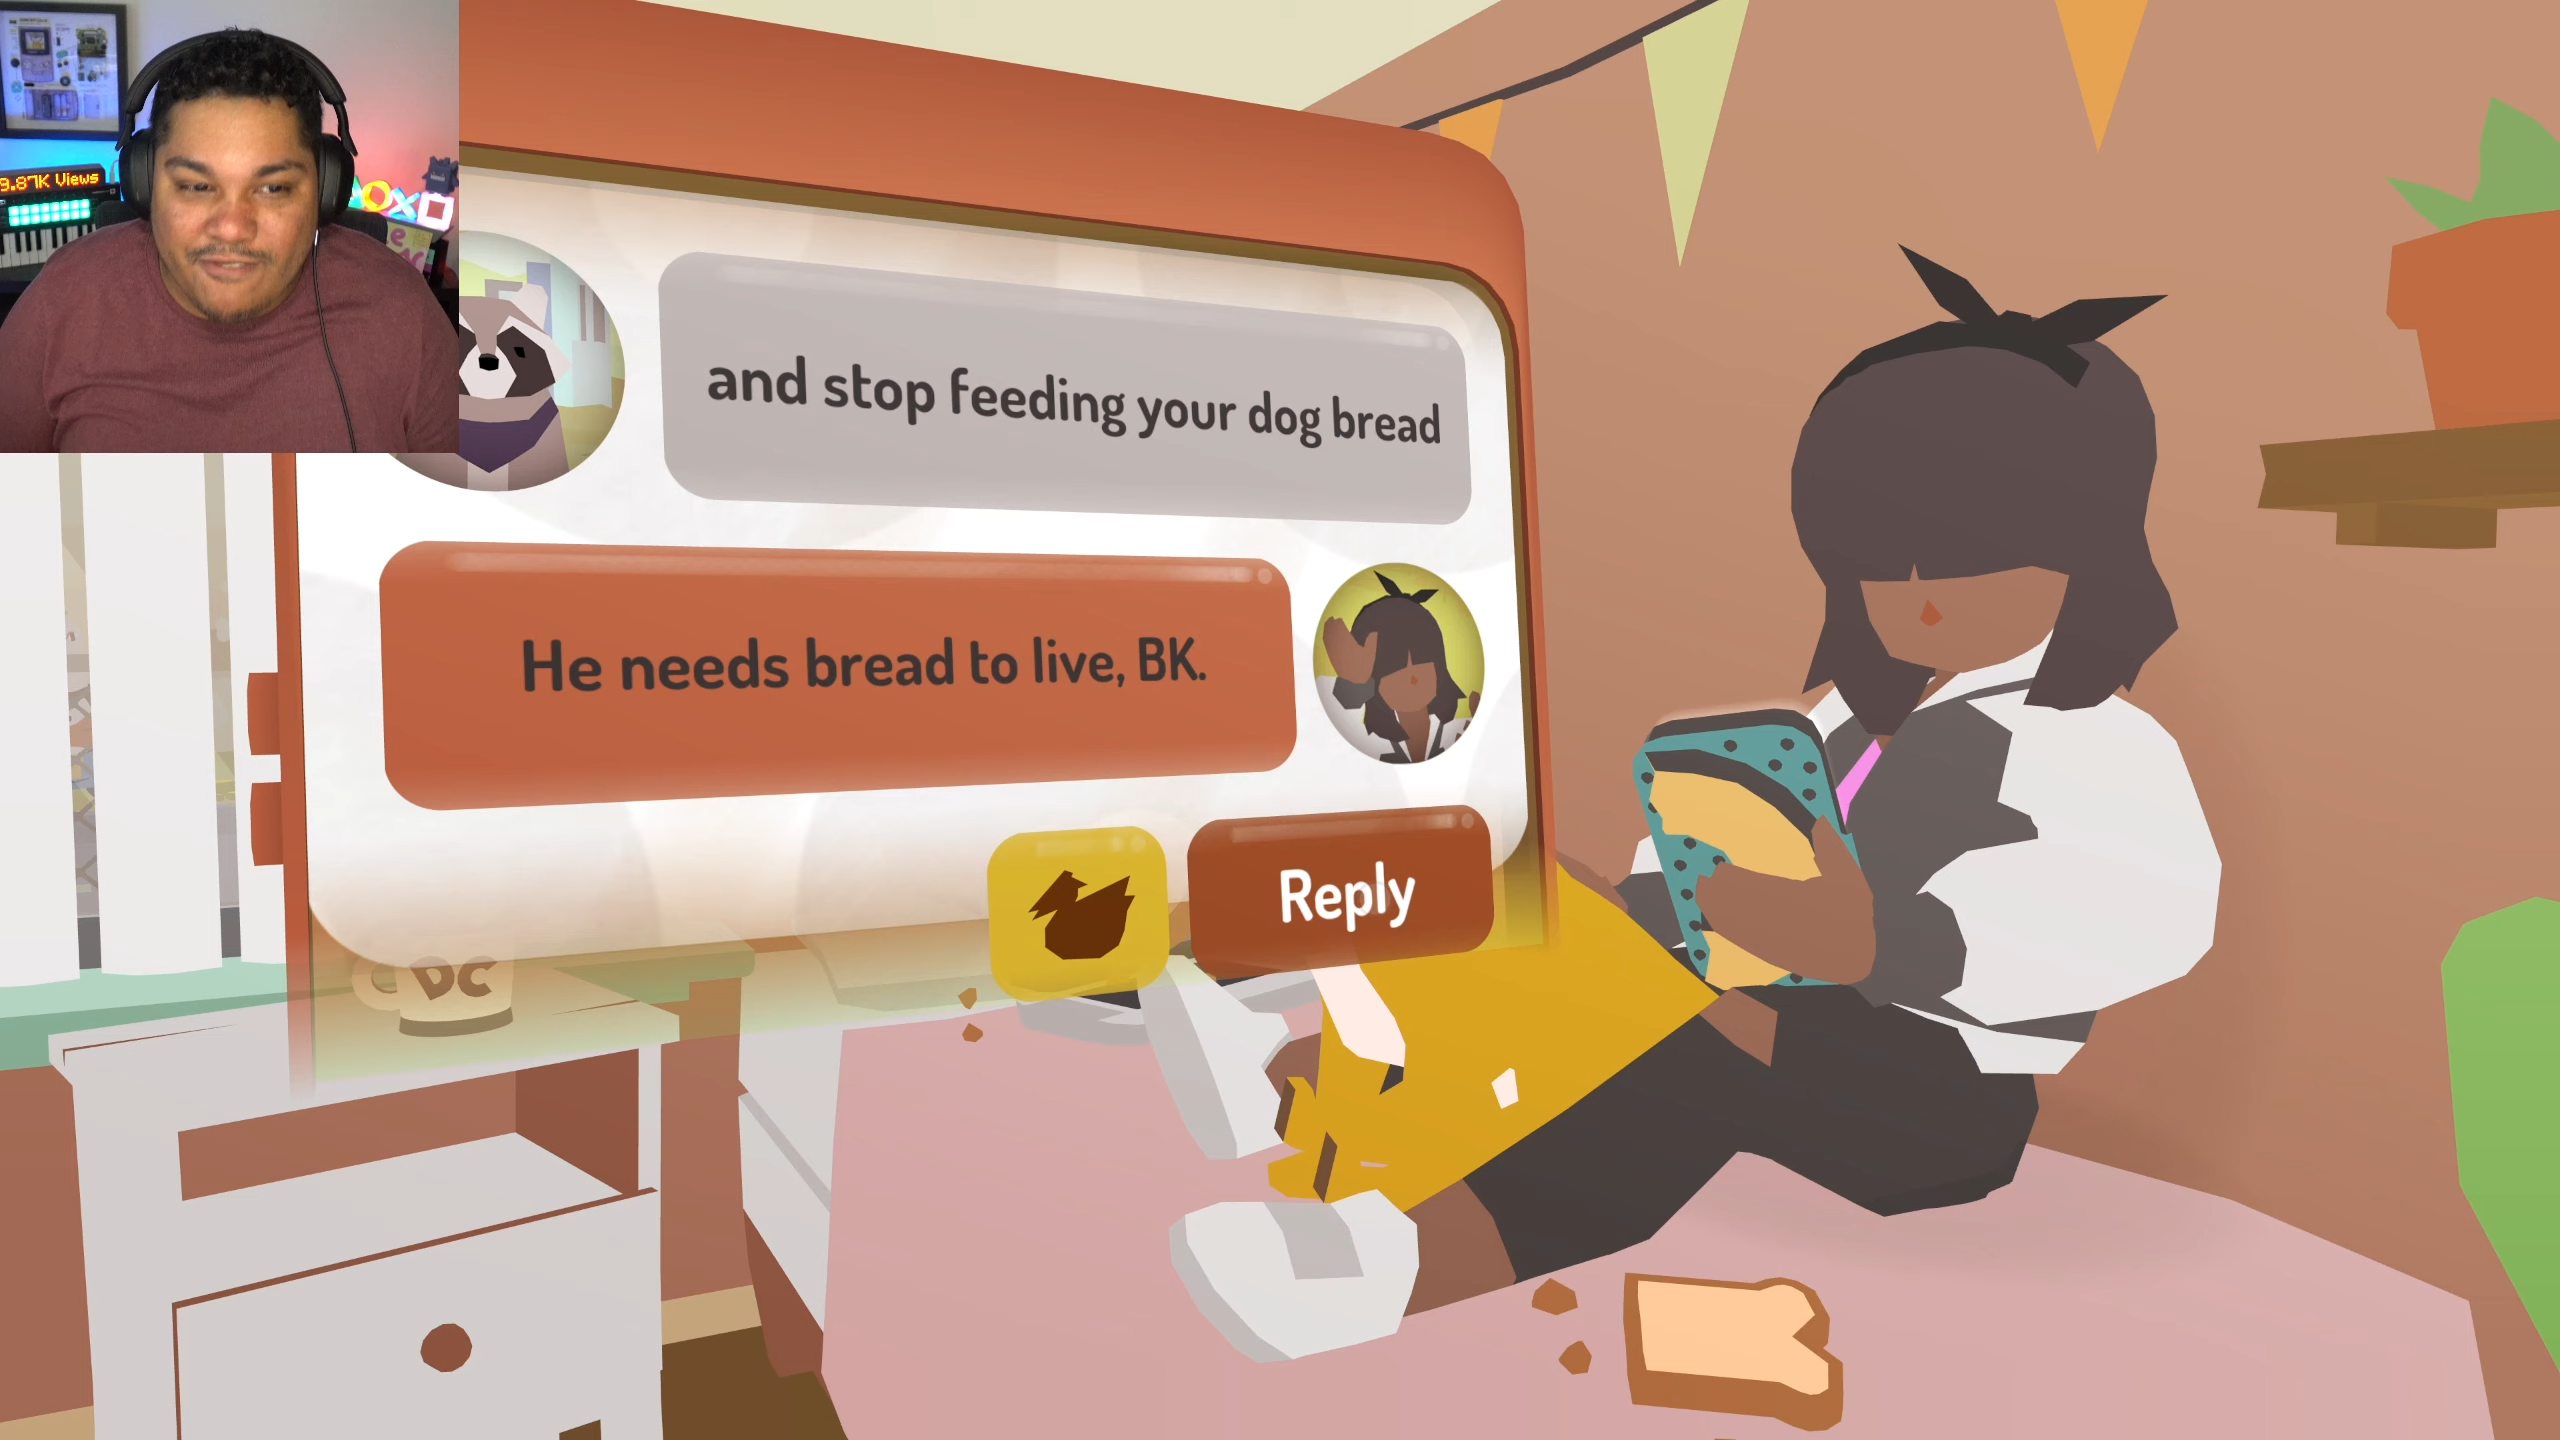 9.87K Views
and stop feeding your dog bread
He needs bread to live, BK.
Reply
DC